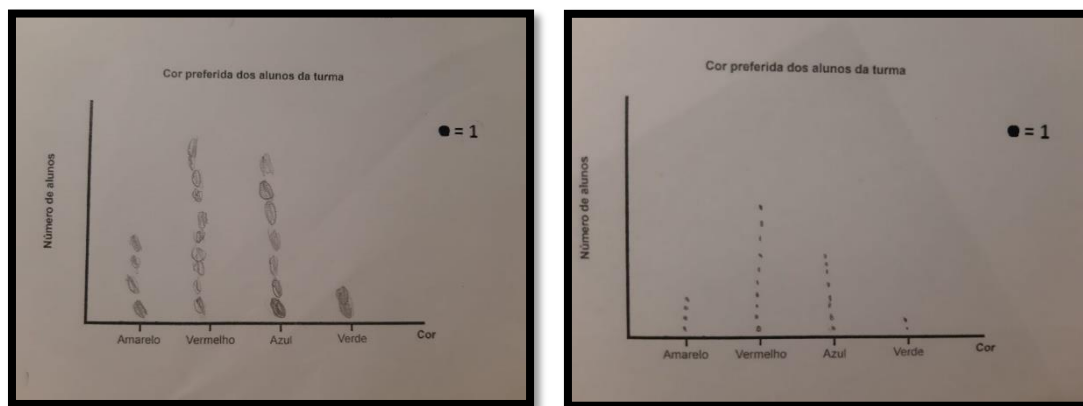 Cor preferida dos alunos da turma
= 1
Número de alunos
Amarelo Vermelho Azul Verde Cor
Cor preferida dos alunos da turma
= 1
Número de alunos
Amarelo Vermelho Azul Verde Cor